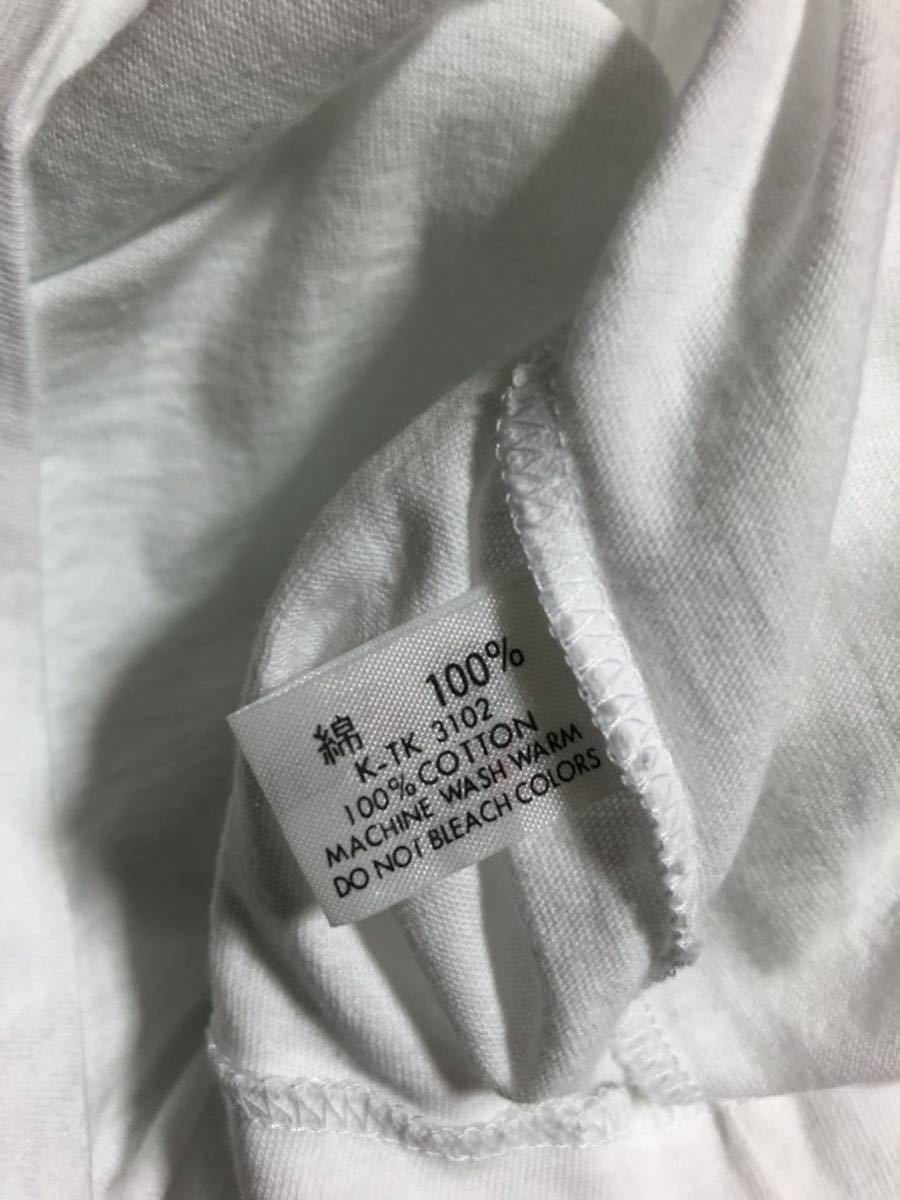 綿 100%
K-TK 3102
100% COTTON
MACHINE WASH WARM
DO NOT BLEACH COLORS